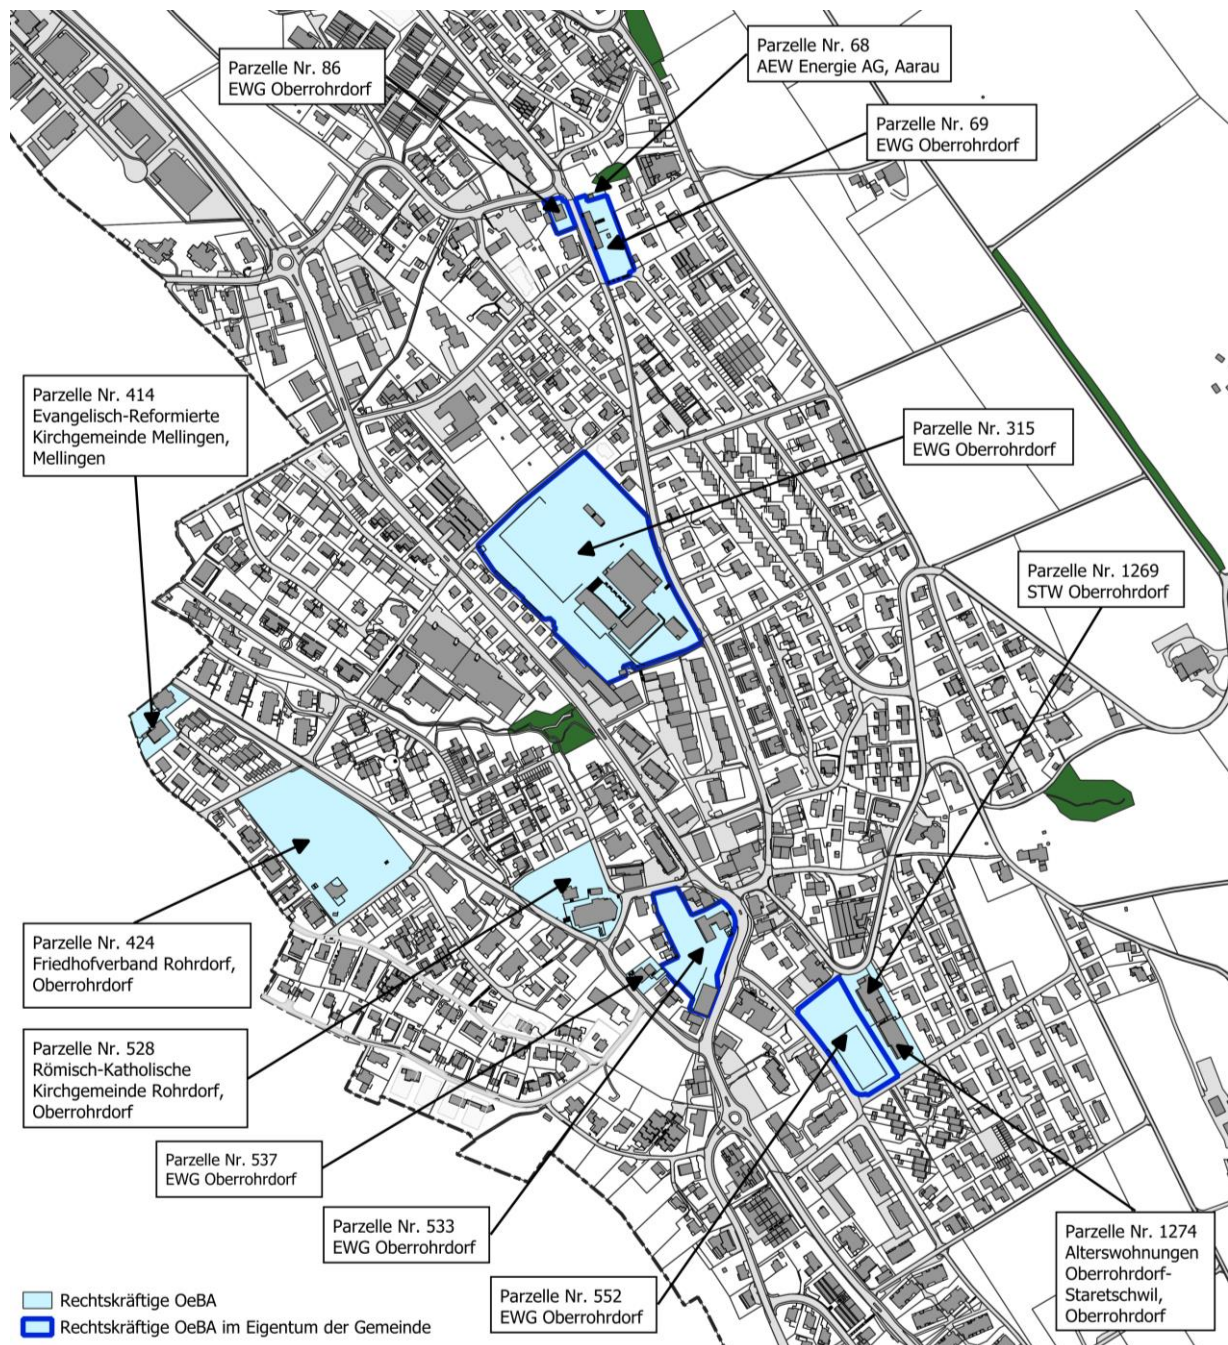 Parzelle Nr. 68
AEW Energie AG, Aarau
Parzelle Nr. 86
EWG Oberrohrdorf
Parzelle Nr. 69
EWG Oberrohrdorf
Parzelle Nr. 414
Evangelisch-Reformierte
Kirchgemeinde Mellingen,
Mellingen
Parzelle Nr. 315
EWG Oberrohrdorf
Parzelle Nr. 1269
STW Oberrohrdorf
Parzelle Nr. 424
Friedhofverband Rohrdorf,
Oberrohrdorf
Parzelle Nr. 528
Römisch-Katholische
Kirchgemeinde Rohrdorf,
Oberrohrdorf
Parzelle Nr. 537
EWG Oberrohrdorf
Parzelle Nr. 533
EWG Oberrohrdorf
Parzelle Nr. 552
EWG Oberrohrdorf
Parzelle Nr. 1274
Alterswohnungen
Oberrohrdorf-
Staretschwil,
Oberrohrdorf
Rechtskräftige OeBA
Rechtskräftige OeBA im Eigentum der Gemeinde